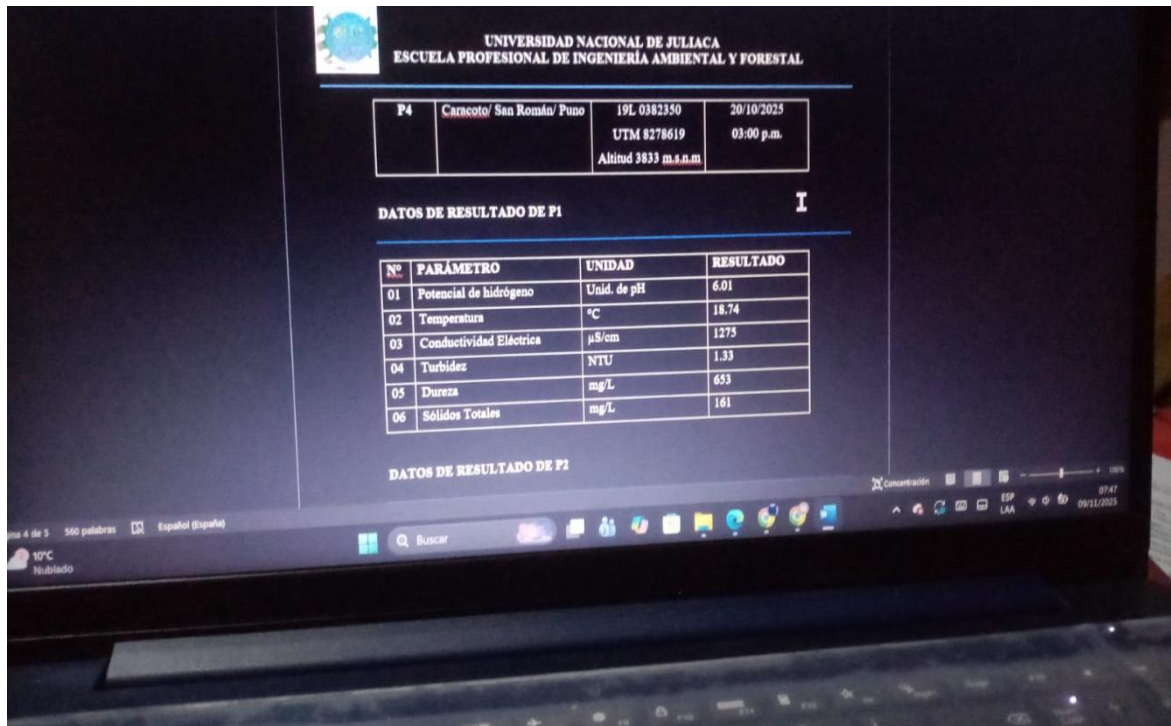 UNIVERSIDAD NACIONAL DE JULIACA
ESCUELA PROFESIONAL DE INGENIERÍA AMBIENTAL Y FORESTAL
P4 Caracoto/ San Román/ Puno 19L 0382350 20/10/2025
UTM 8278619 03:00 p.m.
Altitud 3833 m.s.n.m
DATOS DE RESULTADO DE P1
Nº PARÁMETRO UNIDAD RESULTADO
01 Potencial de hidrógeno Unid. de pH 6.01
02 Temperatura °C 18.74
03 Conductividad Eléctrica µS/cm 1275
04 Turbidez NTU 1.33
05 Dureza mg/L 653
06 Sólidos Totales mg/L 161
DATOS DE RESULTADO DE P2
4 de 5 560 palabras Español (España) Concentración 100%
10°C Buscar ESP 07:47
Nublado LAA 09/11/2025